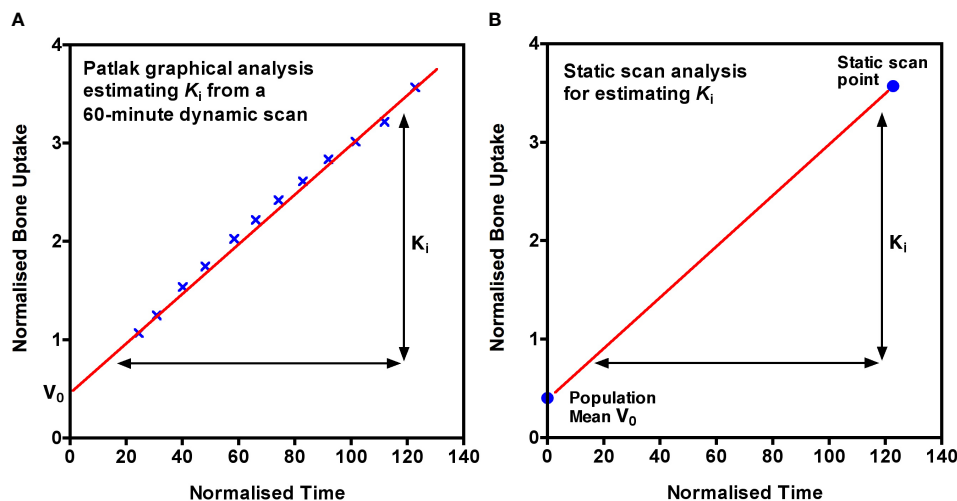 A
Patlak graphical analysis
estimating Ki from a
60-minute dynamic scan
Normalised Bone Uptake
4
3
2
1
V0
0
Ki
0 20 40 60 80 100 120 140
Normalised Time
B
Static scan analysis
for estimating Ki
Static scan
point
Normalised Bone Uptake
4
3
2
1
0
Ki
Population
Mean V0
0 20 40 60 80 100 120 140
Normalised Time